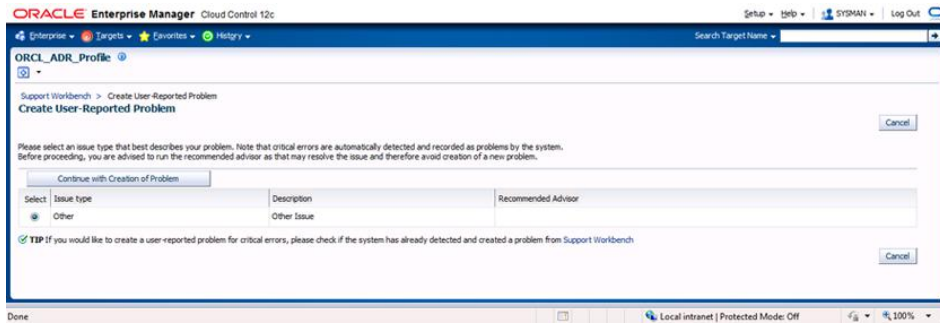 ORACLE Enterprise Manager Cloud Control 12c
Setup Help SYSMAN Log Out
Enterprise Targets Favorites History Search Target Name
ORCL_ADR_Profile
Support Workbench > Create User-Reported Problem
Create User-Reported Problem
Cancel
Please select an issue type that best describes your problem. Note that critical errors are automatically detected and recorded as problems by the system.
Before proceeding, you are advised to run the recommended advisor as that may resolve the issue and therefore avoid creation of a new problem.
Continue with Creation of Problem
Select Issue type Description Recommended Advisor
Other Other Issue
TIP If you would like to create a user-reported problem for critical errors, please check if the system has already detected and created a problem from Support Workbench
Cancel
Done Local intranet | Protected Mode: Off 100%